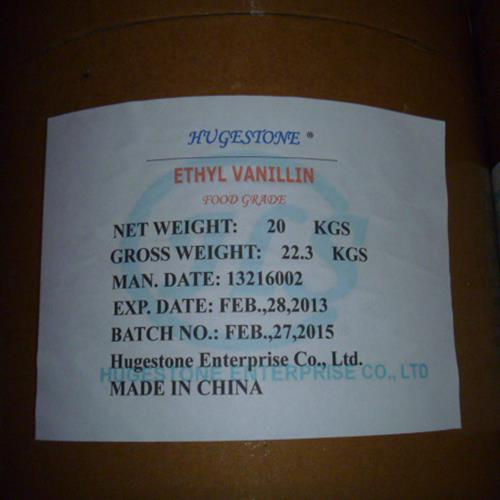 HUGESTONE ®
ETHYL VANILLIN
FOOD GRADE
NET WEIGHT: 20 KGS
GROSS WEIGHT: 22.3 KGS
MAN. DATE: 13216002
EXP. DATE: FEB.,28,2013
BATCH NO.: FEB.,27,2015
Hugestone Enterprise Co., Ltd.
HUGESTONE ENTERPRISE CO., LTD
MADE IN CHINA